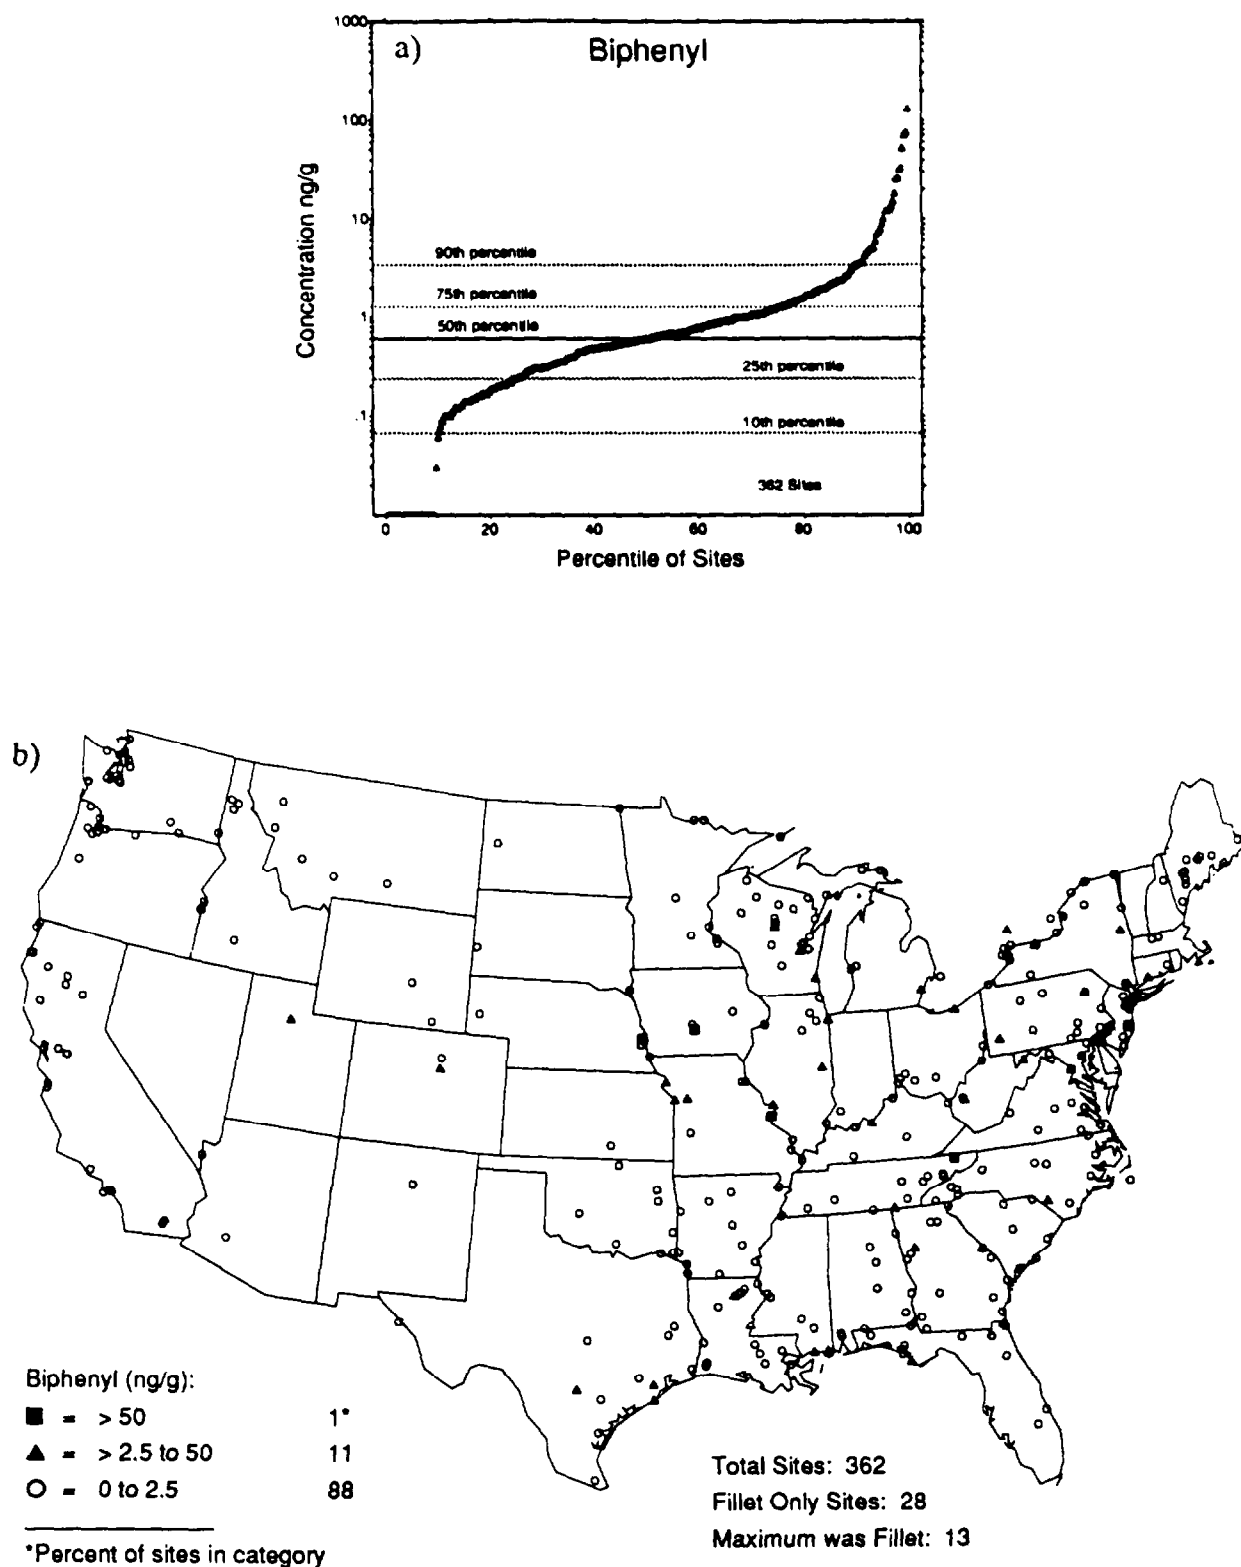 a) Biphenyl
1000
100
10
1
.1
Concentration ng/g
90th percentile
75th percentile
50th percentile
25th percentile
10th percentile
362 Sites
0 20 40 60 80 100
Percentile of Sites
b)
Biphenyl (ng/g):
■ = > 50 1*
▲ = > 2.5 to 50 11
○ = 0 to 2.5 88
*Percent of sites in category
Total Sites: 362
Fillet Only Sites: 28
Maximum was Fillet: 13